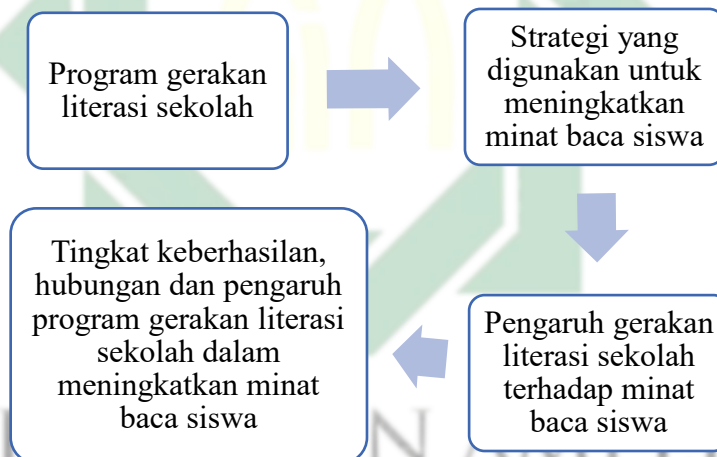 Program gerakan
literasi sekolah
Strategi yang
digunakan untuk
meningkatkan
minat baca siswa
Pengaruh gerakan
literasi sekolah
terhadap minat
baca siswa
Tingkat keberhasilan,
hubungan dan pengaruh
program gerakan literasi
sekolah dalam
meningkatkan minat
baca siswa